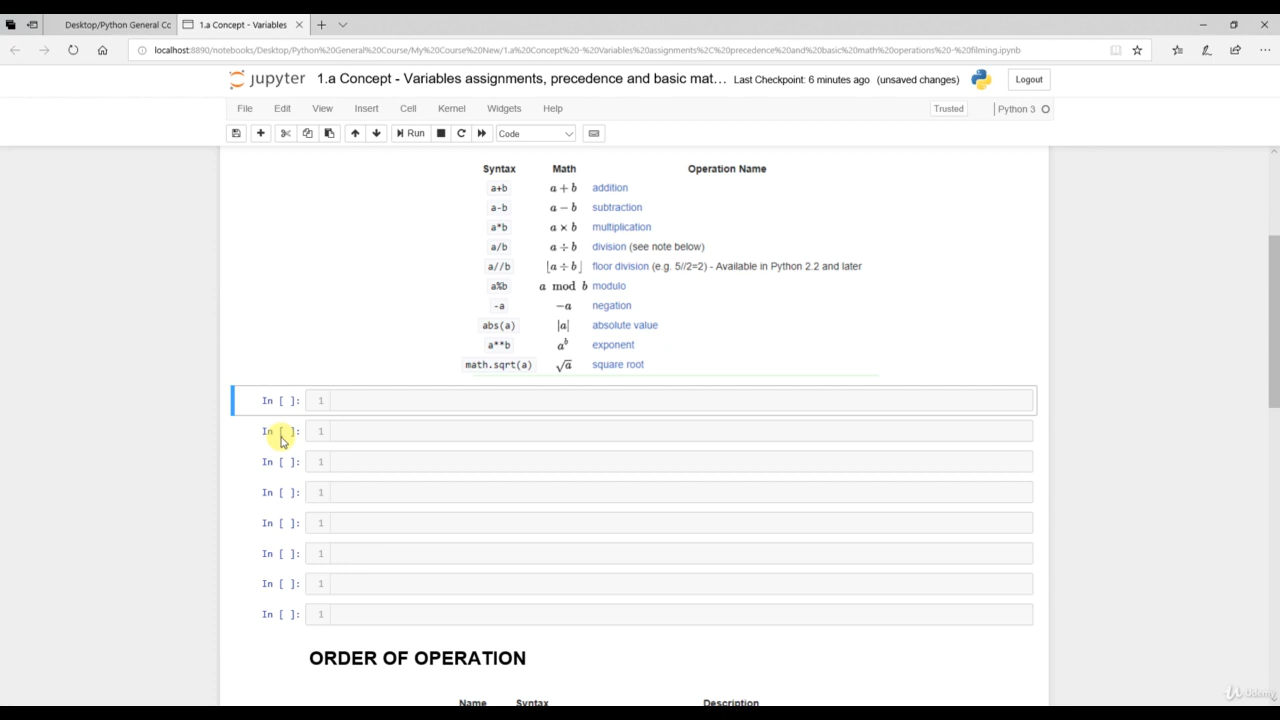 Desktop/Python General Cc
1.a Concept - Variables
localhost:8890/notebooks/Desktop/Python%20General%20Course/My%20Course%20New/1.a%20Concept%20-%20Variables%20assignments%2C%20precedence%20and%20basic%20math%20operations%20-%20filming.ipynb
jupyter 1.a Concept - Variables assignments, precedence and basic mat... Last Checkpoint: 6 minutes ago (unsaved changes) Logout
File Edit View Insert Cell Kernel Widgets Help Trusted Python 3
Run Code
Syntax Math Operation Name
a+b a + b addition
a-b a − b subtraction
a*b a × b multiplication
a/b a ÷ b division (see note below)
a//b ⌊a ÷ b⌋ floor division (e.g. 5//2=2) - Available in Python 2.2 and later
a%b a mod b modulo
-a −a negation
abs(a) |a| absolute value
a**b a^b exponent
math.sqrt(a) √a square root
In [ ]: 1
In [ ]: 1
In [ ]: 1
In [ ]: 1
In [ ]: 1
In [ ]: 1
In [ ]: 1
In [ ]: 1
ORDER OF OPERATION
Name Syntax Description
Udemy